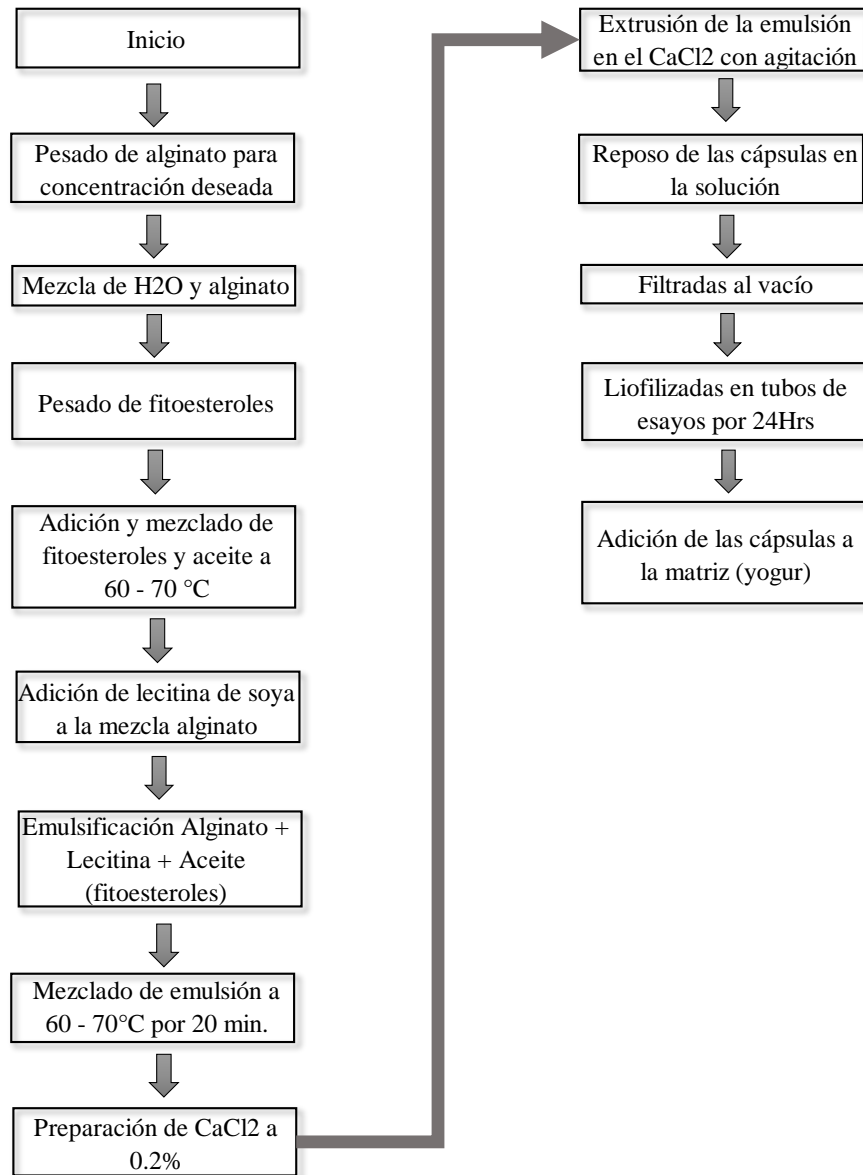 Inicio
Pesado de alginato para
concentración deseada
Mezcla de H2O y alginato
Pesado de fitoesteroles
Adición y mezclado de
fitoesteroles y aceite a
60 - 70 °C
Adición de lecitina de soya
a la mezcla alginato
Emulsificación Alginato +
Lecitina + Aceite
(fitoesteroles)
Mezclado de emulsión a
60 - 70°C por 20 min.
Preparación de CaCl2 a
0.2%
Extrusión de la emulsión
en el CaCl2 con agitación
Reposo de las cápsulas en
la solución
Filtradas al vacío
Liofilizadas en tubos de
esayos por 24Hrs
Adición de las cápsulas a
la matriz (yogur)